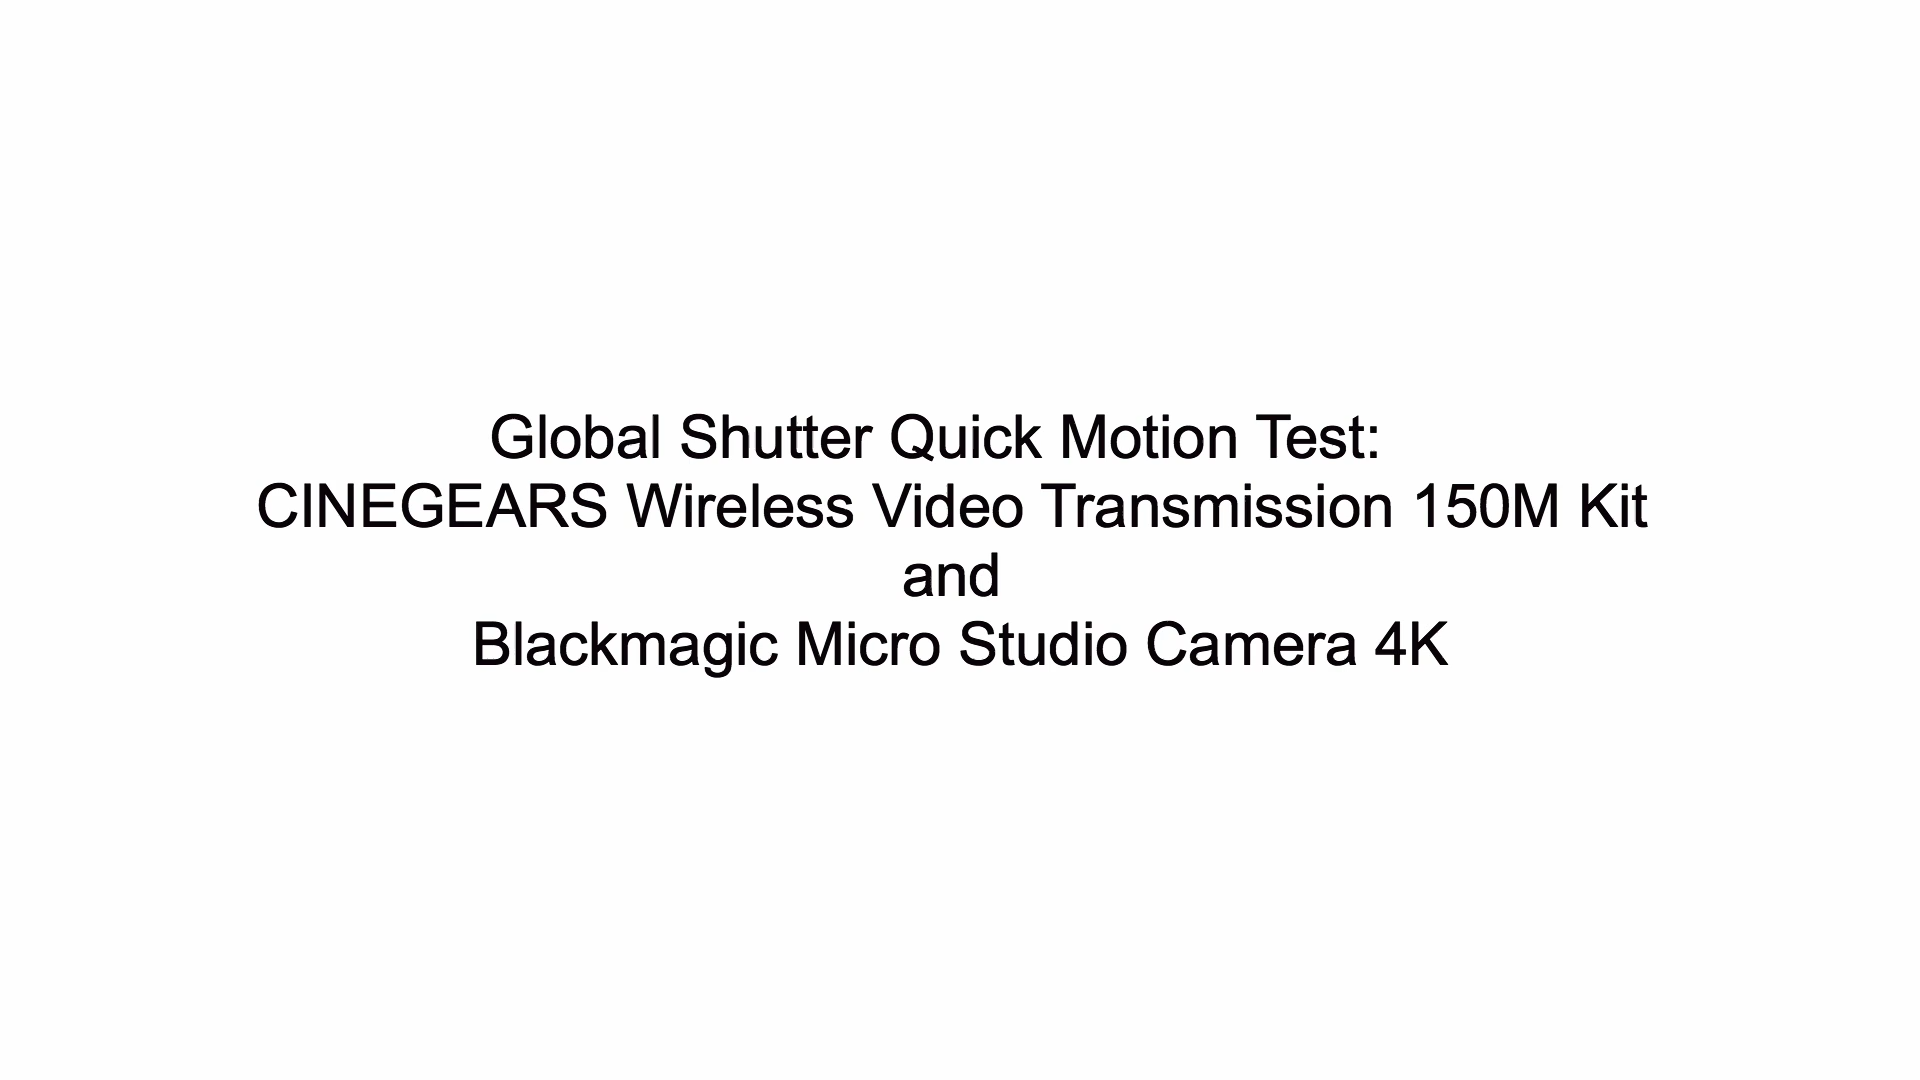 Global Shutter Quick Motion Test:
CINEGEARS Wireless Video Transmission 150M Kit
and
Blackmagic Micro Studio Camera 4K